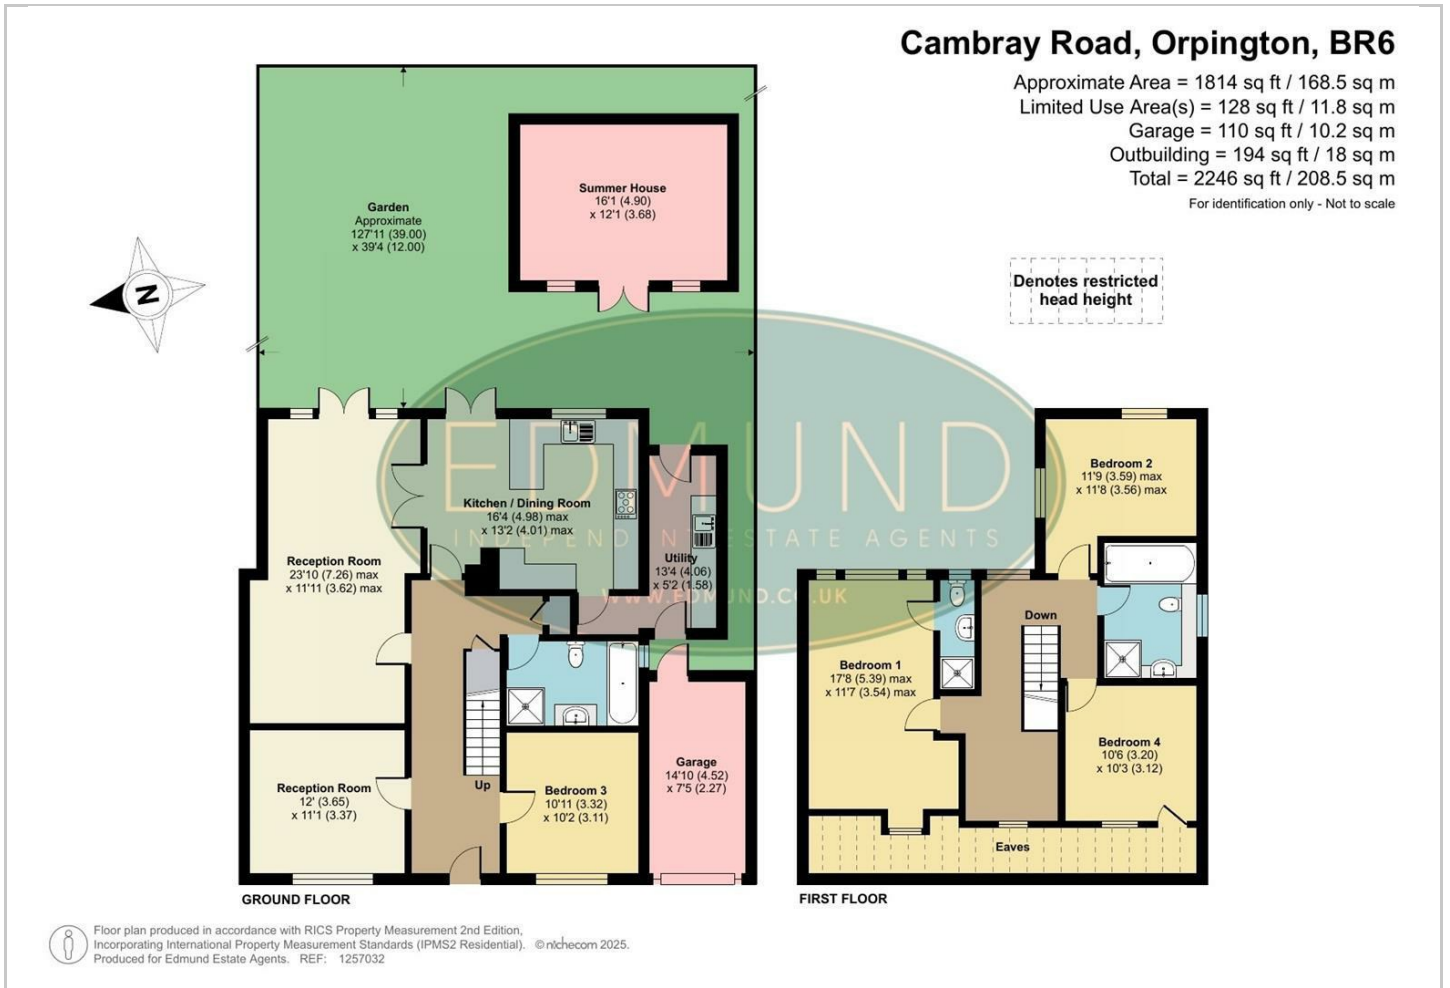 Cambray Road, Orpington, BR6
Approximate Area = 1814 sq ft / 168.5 sq m
Limited Use Area(s) = 128 sq ft / 11.8 sq m
Garage = 110 sq ft / 10.2 sq m
Outbuilding = 194 sq ft / 18 sq m
Total = 2246 sq ft / 208.5 sq m
For identification only - Not to scale
Denotes restricted
head height
N
Garden
Approximate
127'11 (39.00)
x 39'4 (12.00)
Summer House
16'1 (4.90)
x 12'1 (3.68)
EDMUND
INDEPENDENT ESTATE AGENTS
WWW.EDMUND.CO.UK
Kitchen / Dining Room
16'4 (4.98) max
x 13'2 (4.01) max
Utility
13'4 (4.06)
x 5'2 (1.58)
Reception Room
23'10 (7.26) max
x 11'11 (3.62) max
Reception Room
12' (3.65)
x 11'1 (3.37)
Up
Bedroom 3
10'11 (3.32)
x 10'2 (3.11)
Garage
14'10 (4.52)
x 7'5 (2.27)
GROUND FLOOR
Bedroom 2
11'9 (3.59) max
x 11'8 (3.56) max
Down
Bedroom 1
17'8 (5.39) max
x 11'7 (3.54) max
Bedroom 4
10'6 (3.20)
x 10'3 (3.12)
Eaves
FIRST FLOOR
Floor plan produced in accordance with RICS Property Measurement 2nd Edition,
Incorporating International Property Measurement Standards (IPMS2 Residential). © nichecom 2025.
Produced for Edmund Estate Agents. REF: 1257032